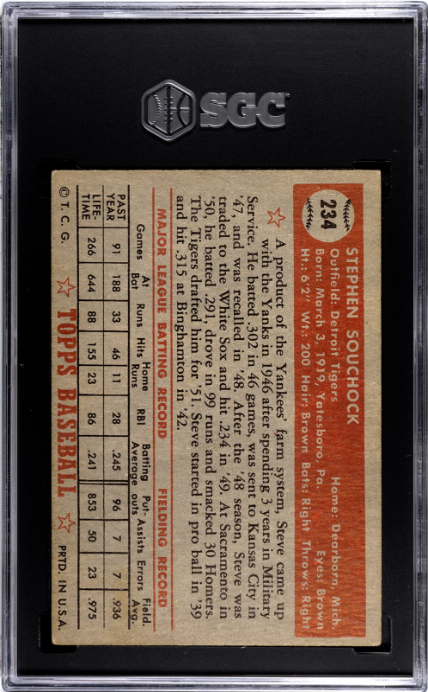 SGC
234
STEPHEN SOUCHOCK
Outfield: Detroit Tigers Home: Dearborn, Mich.
Born: March 3, 1919, Yatesboro, Pa. Eyes: Brown
Ht.: 6'2" Wt: 200 Hair: Brown Bats: Right Throws: Right
A product of the Yankees' farm system, Steve came up
with the Yanks in 1946 after spending 3 years in Military
Service. He batted .302 in 46 games, was sent to Kansas City in
'47, and was recalled in '48. After the '48 season, Steve was
traded to the White Sox and hit .234 in '49. At Sacramento in
'50, he batted .291, drove in 99 runs and smacked 30 Homers.
The Tigers drafted him for '51. Steve started in pro ball in '39
and hit .315 at Binghamton in '42.
MAJOR LEAGUE BATTING RECORD FIELDING RECORD
Games At Bat Runs Hits Home Runs RBI Batting Average Put-outs Assists Errors Field. Avg.
PAST YEAR 91 188 33 46 11 28 .245 96 7 7 .936
LIFE-TIME 266 644 88 155 23 86 .241 853 50 23 .975
© T. C. G. TOPPS BASEBALL PRTD. IN U.S.A.